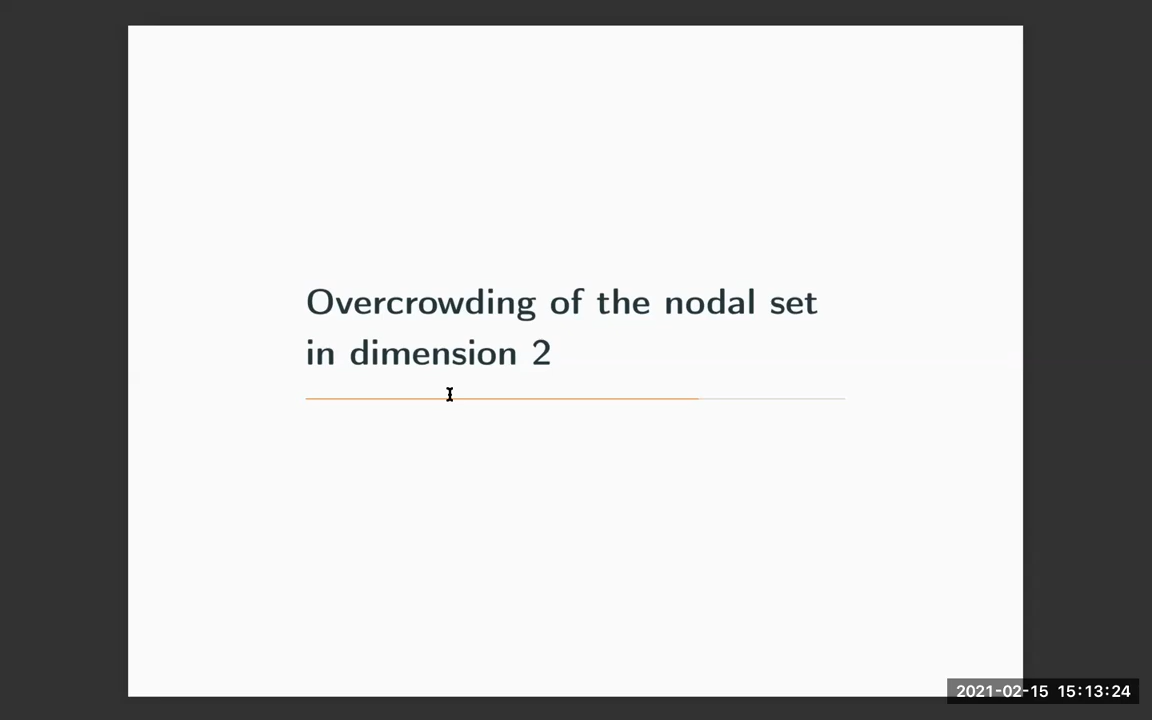 Overcrowding of the nodal set
in dimension 2
2021-02-15 15:13:24